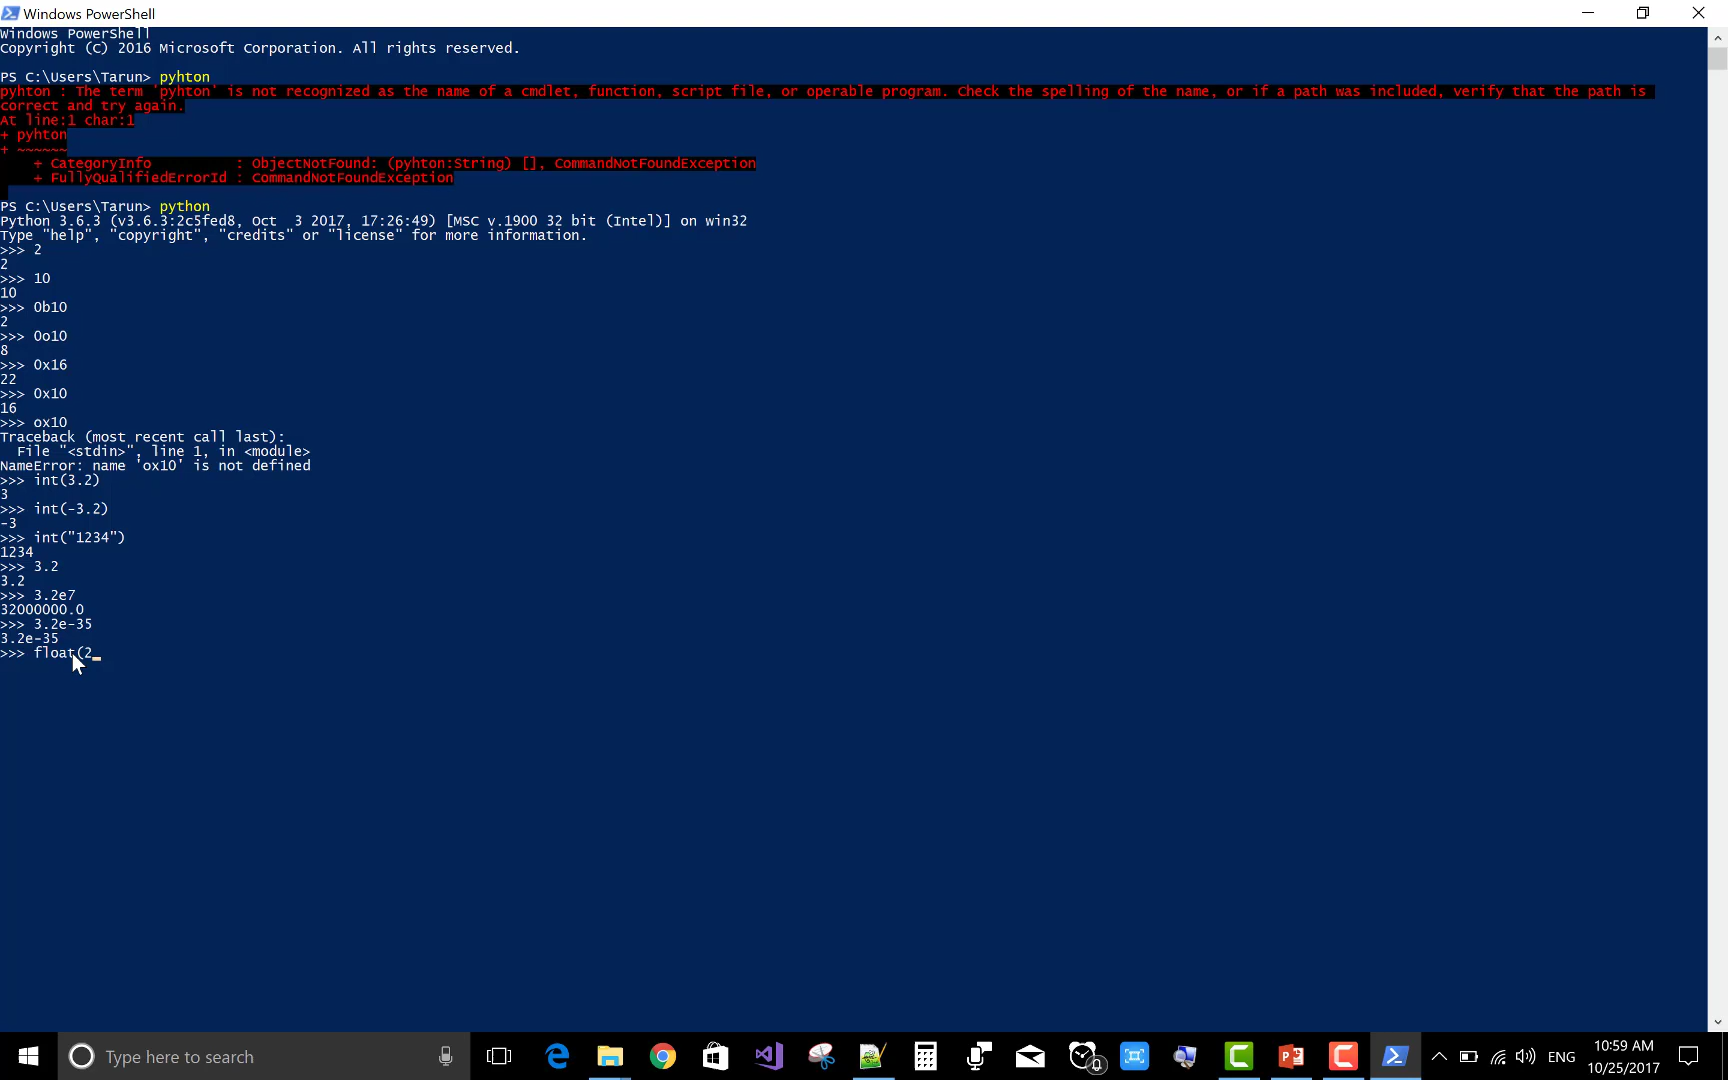 Windows PowerShell
Windows PowerShell
Copyright (C) 2016 Microsoft Corporation. All rights reserved.
PS C:\Users\Tarun> pyhton
pyhton : The term 'pyhton' is not recognized as the name of a cmdlet, function, script file, or operable program. Check the spelling of the name, or if a path was included, verify that the path is
correct and try again.
At line:1 char:1
+ pyhton
+ ~~~~~~
    + CategoryInfo          : ObjectNotFound: (pyhton:String) [], CommandNotFoundException
    + FullyQualifiedErrorId : CommandNotFoundException
PS C:\Users\Tarun> python
Python 3.6.3 (v3.6.3:2c5fed8, Oct  3 2017, 17:26:49) [MSC v.1900 32 bit (Intel)] on win32
Type "help", "copyright", "credits" or "license" for more information.
>>> 2
2
>>> 10
10
>>> 0b10
2
>>> 0o10
8
>>> 0x16
22
>>> 0x10
16
>>> ox10
Traceback (most recent call last):
  File "<stdin>", line 1, in <module>
NameError: name 'ox10' is not defined
>>> int(3.2)
3
>>> int(-3.2)
-3
>>> int("1234")
1234
>>> 3.2
3.2
>>> 3.2e7
32000000.0
>>> 3.2e-35
3.2e-35
>>> float(2_
Type here to search
ENG
10:59 AM
10/25/2017